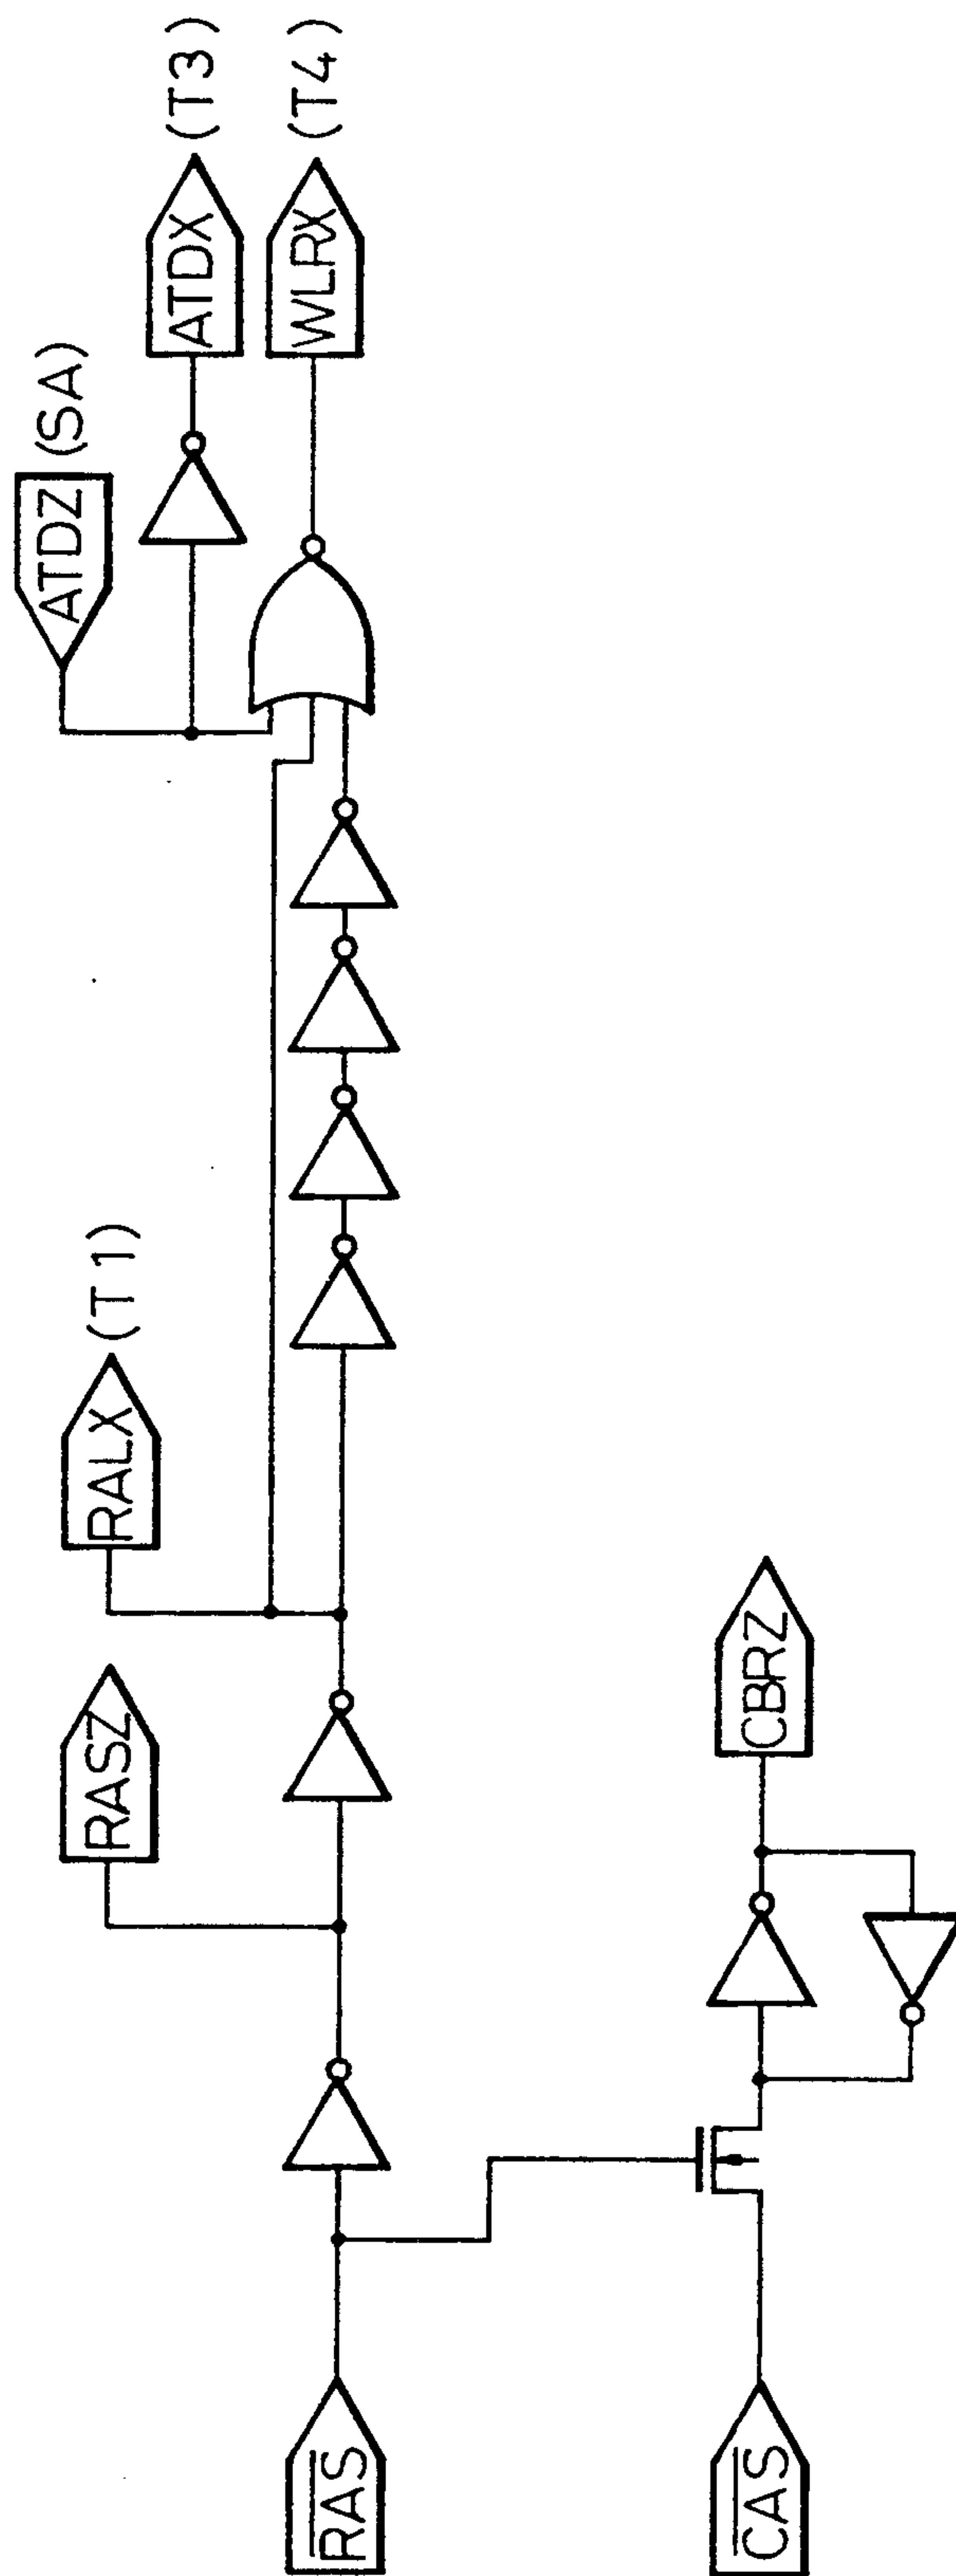 ATDZ (SA)
RASZ
RALX (T1)
ATDX (T3)
RAS
WLRX (T4)
CAS
CBRZ